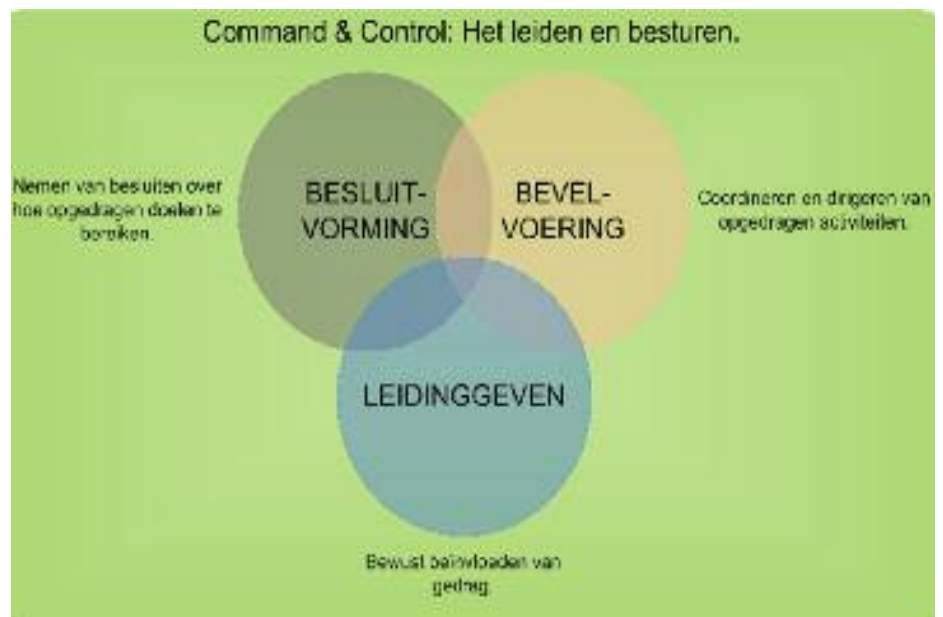 Command & Control: Het leiden en besturen.
Nemen van besluiten over
hoe opgedragen doelen te
bereiken.
BESLUIT-
VORMING
BEVEL-
VOERING
Coordineren en dirigeren van
opgedragen activiteiten.
LEIDINGGEVEN
Bewust beïnvloeden van
gedrag.